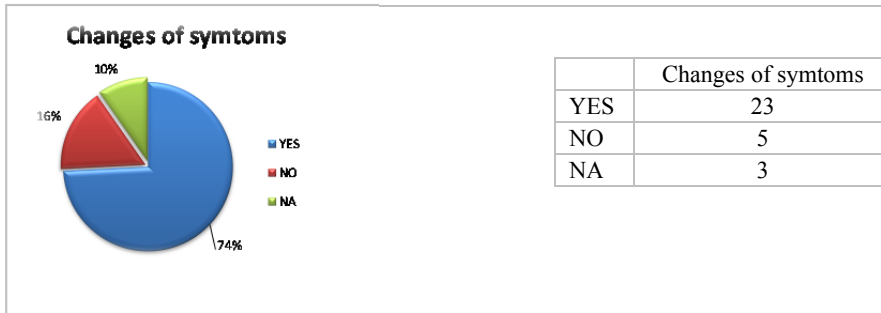 Changes of symtoms
10%
16%
YES
NO
NA
74%
Changes of symtoms
YES 23
NO 5
NA 3